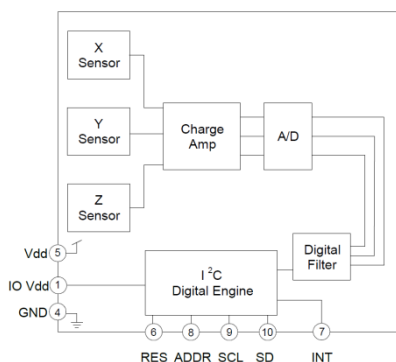 X
Sensor
Y
Sensor
Z
Sensor
Charge
Amp
A/D
Digital
Filter
I²C
Digital Engine
Vdd
5
IO Vdd
1
GND
4
6
8
9
10
7
RES
ADDR
SCL
SD
INT